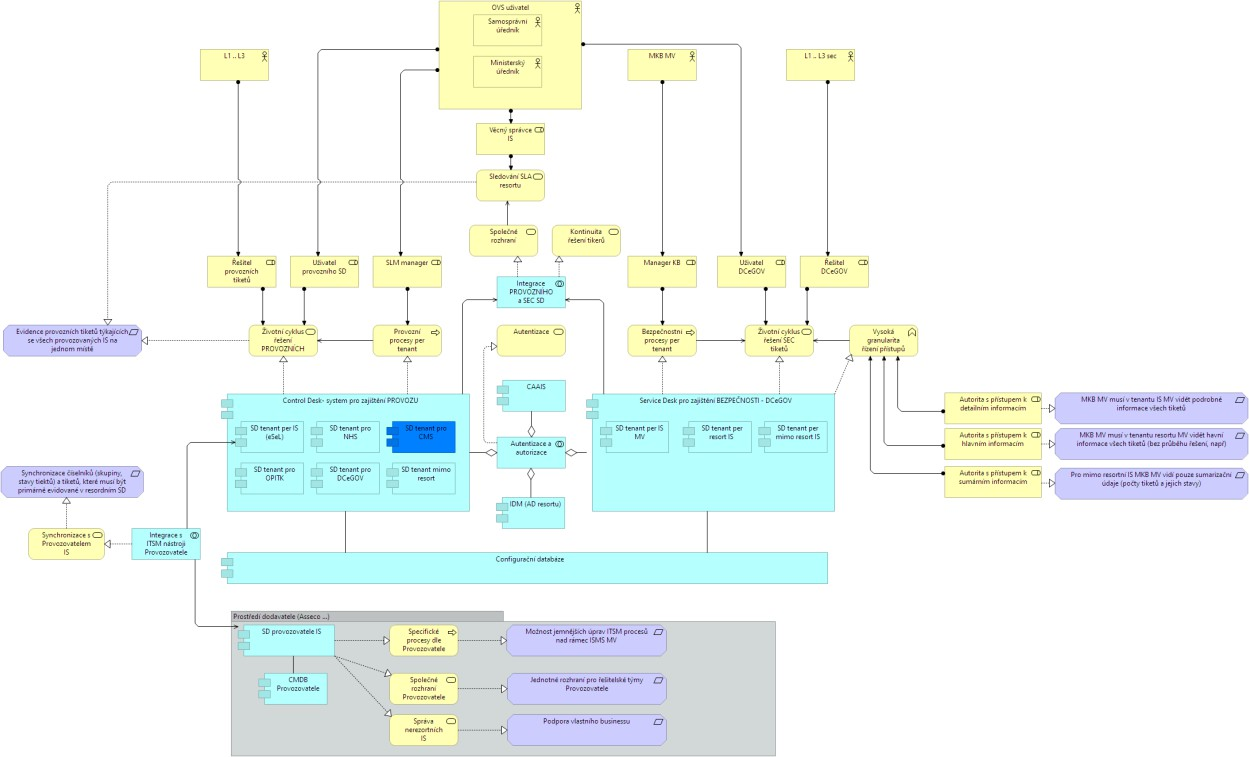 OVS uživatel
Samosprávní
úředník
Ministerský
úředník
L1 .. L3
MKB MV
L1 .. L3 sec
Věcný správce
IS
Sledování SLA
resortu
Společné
rozhraní
Kontinuita
řešení tikerů
Řešitel
provozních
tiketů
Uživatel
provozního SD
SLM manager
Integrace
PROVOZNÍHO
a SEC SD
Manager KB
Uživatel
DCeGOV
Řešitel
DCeGOV
Evidence provozních tiketů týkajících
se všech provozovaných IS na
jednom místě
Životní cyklus
řešení
PROVOZNÍCH
Provozní
procesy per
tenant
Autentizace
Bezpečnostní
procesy per
tenant
Životní cyklus
řešení SEC
tiketů
Vysoká
granularita
řízení přístupů
Control Desk- system pro zajištění PROVOZU
CAAIS
Service Desk pro zajištění BEZPEČNOSTI - DCeGOV
SD tenant per IS
(eSeL)
SD tenant pro
NHS
SD tenant pro
CMS
Autentizace a
autorizace
SD tenant per IS
MV
SD tenant per
resort IS
SD tenant per
mimo resort IS
SD tenant pro
OPITK
SD tenant pro
DCeGOV
SD tenant mimo
resort
IDM (AD resortu)
Autorita s přístupem k
detailním informacím
MKB MV musí v tenantu IS MV vidět podrobné
informace všech tiketů
Autorita s přístupem k
hlavním informacím
MKB MV musí v tenantu resortu MV vidět havní
informace všech tiketů (bez průběhu řešení, např)
Autorita s přístupem k
sumárním informacím
Pro mimo resortní IS MKB MV vidí pouze sumarizační
údaje (počty tiketů a jejich stavy)
Synchronizace číselníků (skupiny,
stavy tiektů) a tiketů, které musí být
primárně evidované v resordním SD
Synchronizace s
Provozovatelem
IS
Integrace s
ITSM nástroji
Provozovatele
Configurační databáze
Prostředí dodavatele (Asseco ...)
SD provozovatele IS
Specifické
procesy dle
Provozovatele
Možnost jemnějších úprav ITSM procesů
nad rámec ISMS MV
CMDB
Provozovatele
Společné
rozhraní
Provozovatele
Jednotné rozhraní pro řešitelské týmy
Provozovatele
Správa
nerezortních
IS
Podpora vlastního businessu